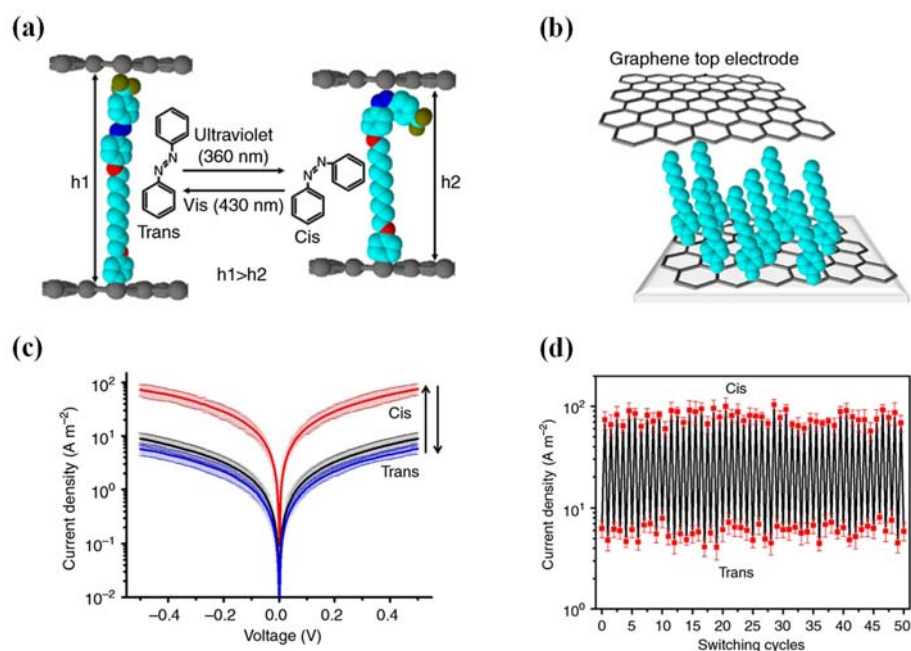 (a)
h1
Ultraviolet
(360 nm)
N
N
N
N
Vis (430 nm)
Trans
Cis
h1>h2
h2
(b)
Graphene top electrode
(c)
Current density (A m⁻²)
10²
10¹
10⁰
10⁻¹
10⁻²
Cis
Trans
−0.4
−0.2
0.0
0.2
0.4
Voltage (V)
(d)
Current density (A m⁻²)
10²
10¹
10⁰
Cis
Trans
0 5 10 15 20 25 30 35 40 45 50
Switching cycles